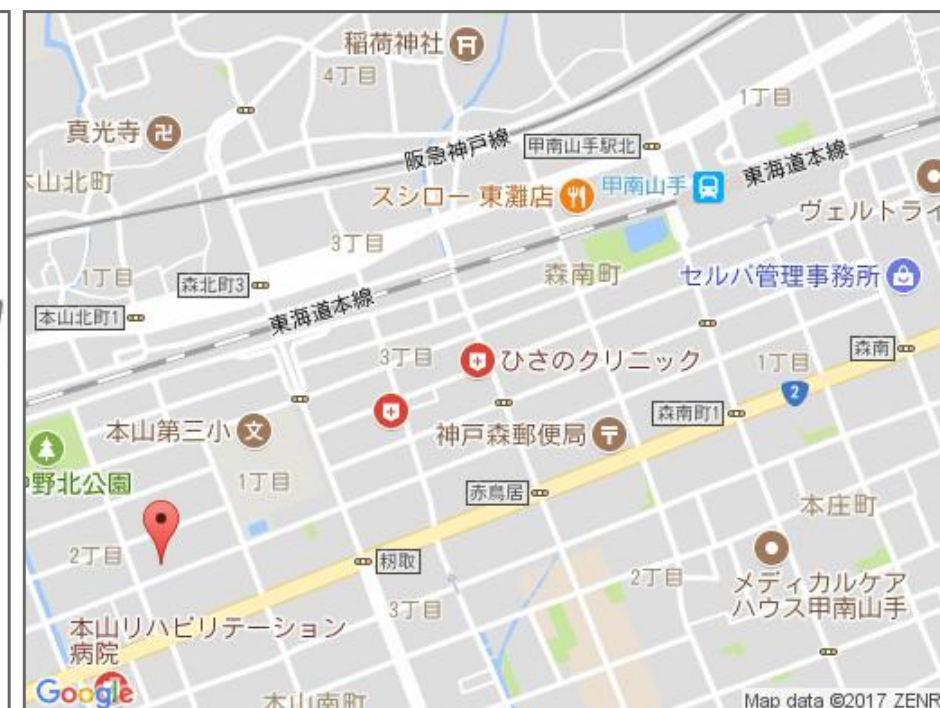 稲荷神社
4丁目
1丁目
真光寺
阪急神戸線
甲南山手駅北
東海道本線
本山北町
スシロー 東灘店
甲南山手
ヴェルトライ
3丁目
1丁目
森北町3
森南町
セルバ管理事務所
本山北町1
東海道本線
3丁目
ひさのクリニック
1丁目
森南
2
森南町1
本山第三小
文
神戸森郵便局
野北公園
1丁目
赤鳥居
本庄町
2丁目
籾取
2丁目
メディカルケア
ハウス甲南山手
3丁目
本山リハビリテーション
病院
Google
本山南町
Map data ©2017 ZENR